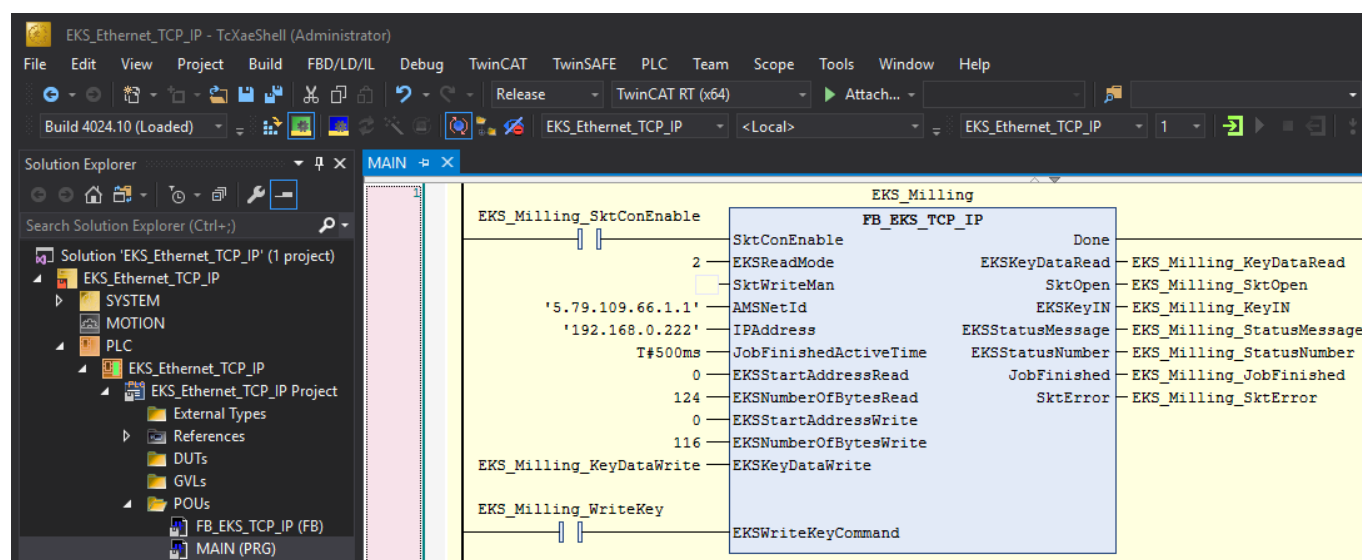 EKS_Ethernet_TCP_IP - TcXaeShell (Administrator)
File Edit View Project Build FBD/LD/IL Debug TwinCAT TwinSAFE PLC Team Scope Tools Window Help
Release TwinCAT RT (x64) Attach...
Build 4024.10 (Loaded) EKS_Ethernet_TCP_IP <Local> EKS_Ethernet_TCP_IP 1
Solution Explorer
Search Solution Explorer (Ctrl+;)
Solution 'EKS_Ethernet_TCP_IP' (1 project)
EKS_Ethernet_TCP_IP
SYSTEM
MOTION
PLC
EKS_Ethernet_TCP_IP
EKS_Ethernet_TCP_IP Project
External Types
References
DUTs
GVLs
POUs
FB_EKS_TCP_IP (FB)
MAIN (PRG)
MAIN
1
EKS_Milling
EKS_Milling_SktConEnable FB_EKS_TCP_IP
SktConEnable Done
2 EKSReadMode EKSKeyDataRead EKS_Milling_KeyDataRead
SktWriteMan SktOpen EKS_Milling_SktOpen
'5.79.109.66.1.1' AMSNetId EKSKeyIN EKS_Milling_KeyIN
'192.168.0.222' IPAddress EKSStatusMessage EKS_Milling_StatusMessage
T#500ms JobFinishedActiveTime EKSStatusNumber EKS_Milling_StatusNumber
0 EKSStartAddressRead JobFinished EKS_Milling_JobFinished
124 EKSNumberOfBytesRead SktError EKS_Milling_SktError
0 EKSStartAddressWrite
116 EKSNumberOfBytesWrite
EKS_Milling_KeyDataWrite EKSKeyDataWrite
EKS_Milling_WriteKey
EKSWriteKeyCommand